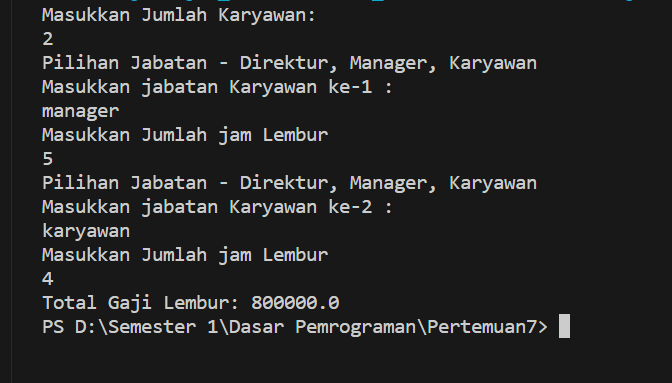 Masukkan Jumlah Karyawan:
2
Pilihan Jabatan - Direktur, Manager, Karyawan
Masukkan jabatan Karyawan ke-1 :
manager
Masukkan Jumlah jam Lembur
5
Pilihan Jabatan - Direktur, Manager, Karyawan
Masukkan jabatan Karyawan ke-2 :
karyawan
Masukkan Jumlah jam Lembur
4
Total Gaji Lembur: 800000.0
PS D:\Semester 1\Dasar Pemrograman\Pertemuan7>